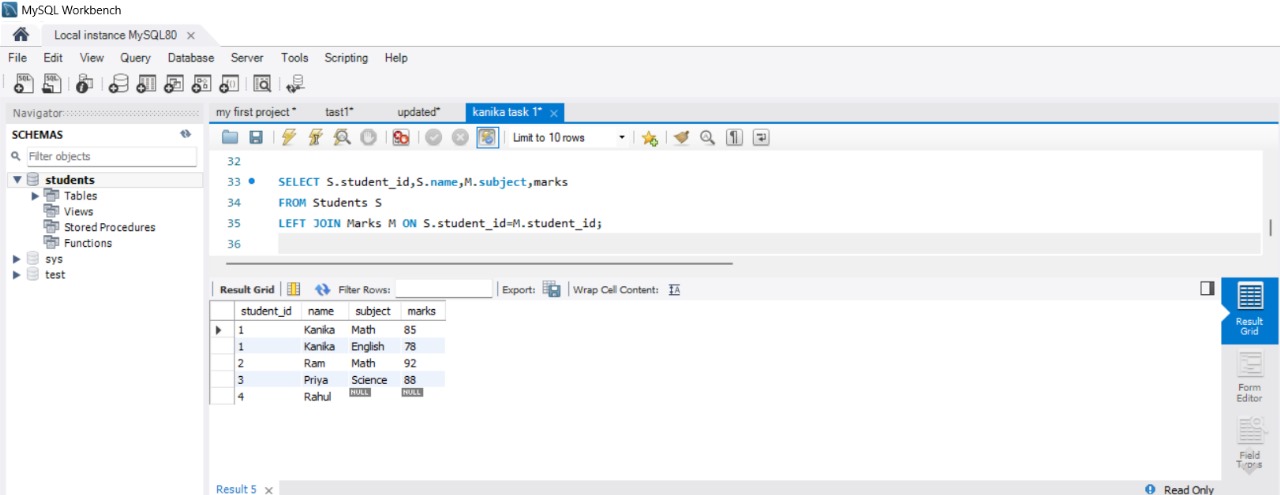 MySQL Workbench
Local instance MySQL80
File Edit View Query Database Server Tools Scripting Help
Navigator
my first project* tast1* updated* kanika task 1*
SCHEMAS
Limit to 10 rows
Filter objects
students
Tables
Views
Stored Procedures
Functions
sys
test
32
33 SELECT S.student_id,S.name,M.subject,marks
34 FROM Students S
35 LEFT JOIN Marks M ON S.student_id=M.student_id;
36
Result Grid Filter Rows: Export: Wrap Cell Content:
student_id name subject marks
1 Kanika Math 85
1 Kanika English 78
2 Ram Math 92
3 Priya Science 88
4 Rahul NULL NULL
Result
Grid
Form
Editor
Field
Types
Result 5
Read Only